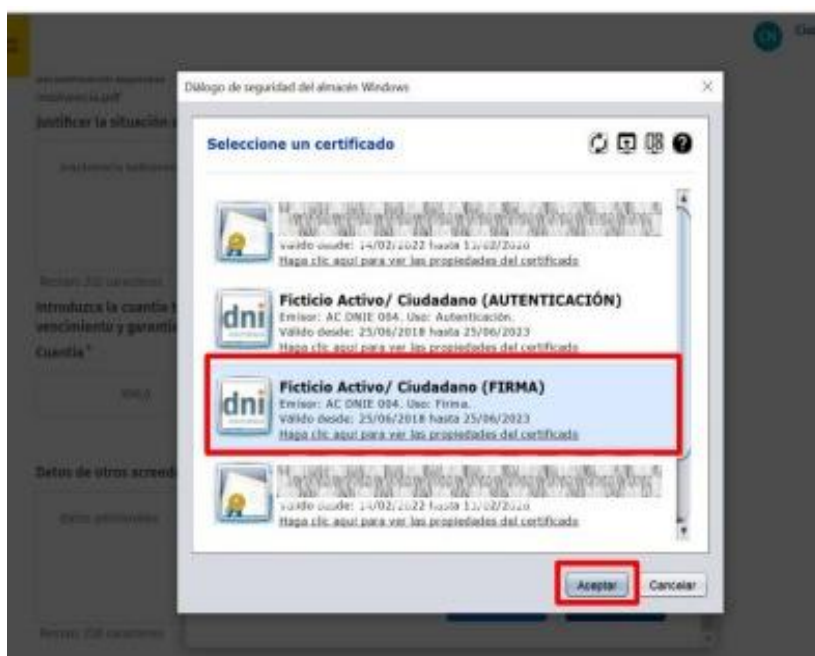 CN
Diálogo de seguridad del almacén Windows
Justificar la situación
Seleccione un certificado
Haga clic aquí para ver las propiedades del certificado
Introduzca la cuantía
vencimiento y garantía
Cuantía *
dni
Ficticio Activo/ Ciudadano (AUTENTICACIÓN)
Emisor: AC DNIE 004. Uso: Autenticación.
Válido desde: 25/06/2018 hasta 25/06/2023
Haga clic aquí para ver las propiedades del certificado
dni
Ficticio Activo/ Ciudadano (FIRMA)
Emisor: AC DNIE 004. Uso: Firma.
Válido desde: 25/06/2018 hasta 25/06/2023
Haga clic aquí para ver las propiedades del certificado
Datos de otros
Haga clic aquí para ver las propiedades del certificado
Aceptar
Cancelar